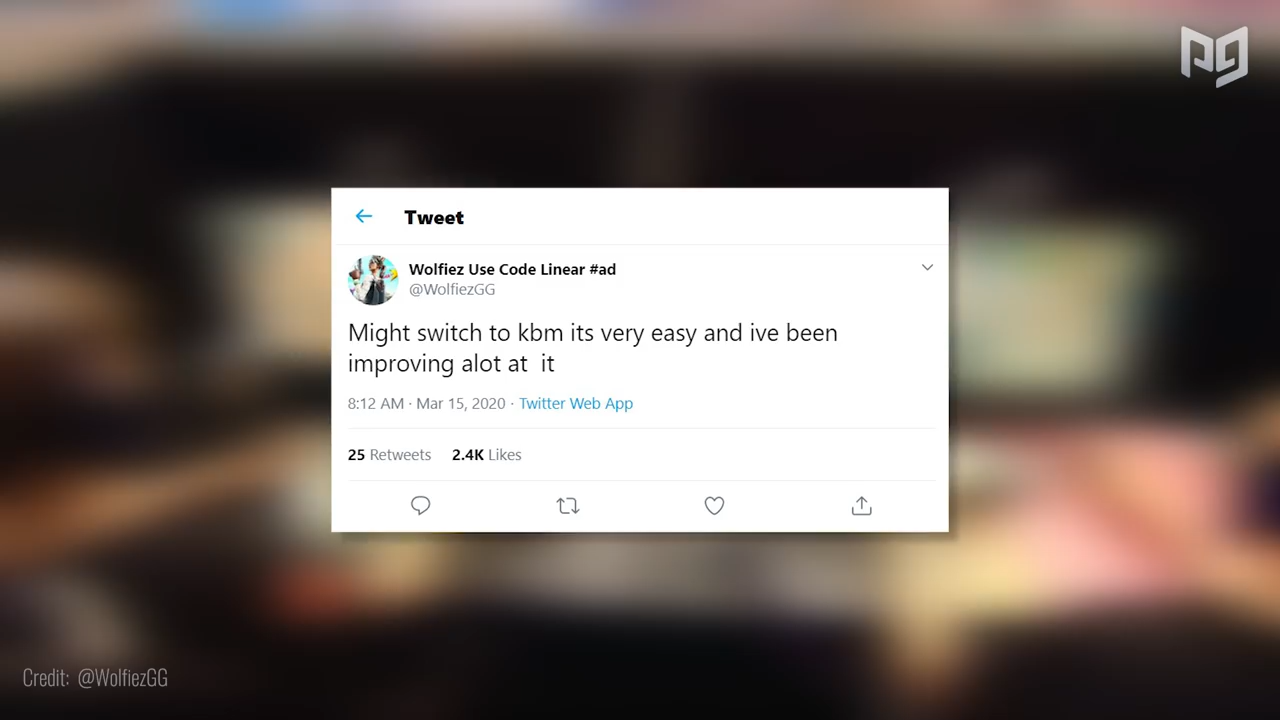 pg
Tweet
Wolfiez Use Code Linear #ad
@WolfiezGG
Might switch to kbm its very easy and ive been
improving alot at  it
8:12 AM · Mar 15, 2020 · Twitter Web App
25 Retweets 2.4K Likes
Credit: @WolfiezGG